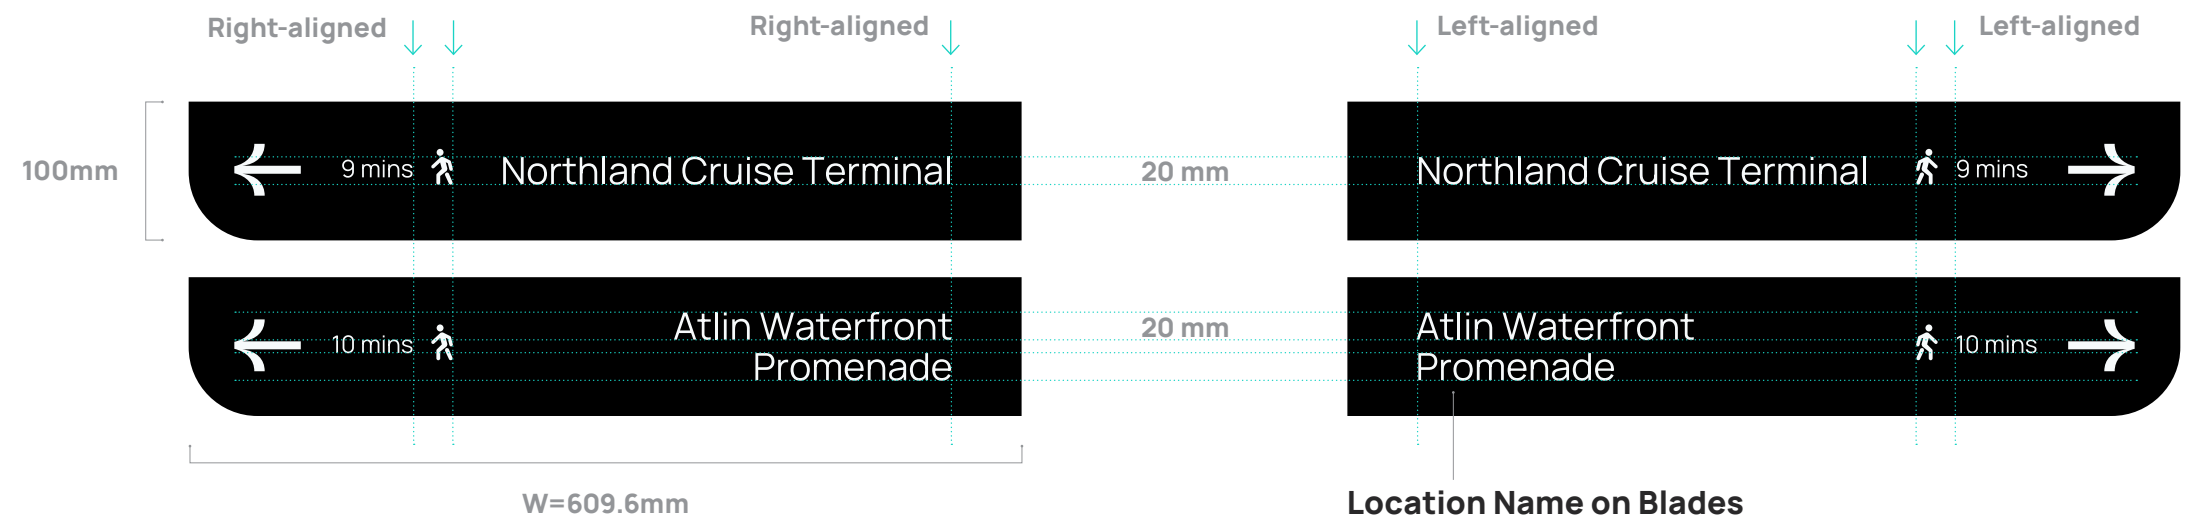 Right-aligned
Right-aligned
Left-aligned
Left-aligned
100mm
9 mins
Northland Cruise Terminal
20 mm
Northland Cruise Terminal
9 mins
10 mins
Atlin Waterfront
Promenade
20 mm
Atlin Waterfront
Promenade
10 mins
W=609.6mm
Location Name on Blades